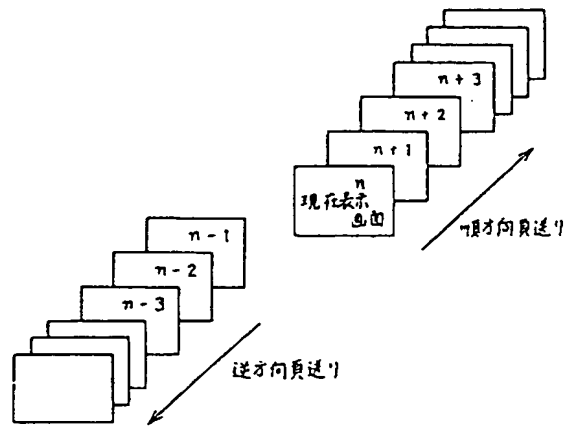 n + 3
n + 2
n + 1
n
現在表示
画面
順方向頁送り
n - 1
n - 2
n - 3
逆方向頁送り